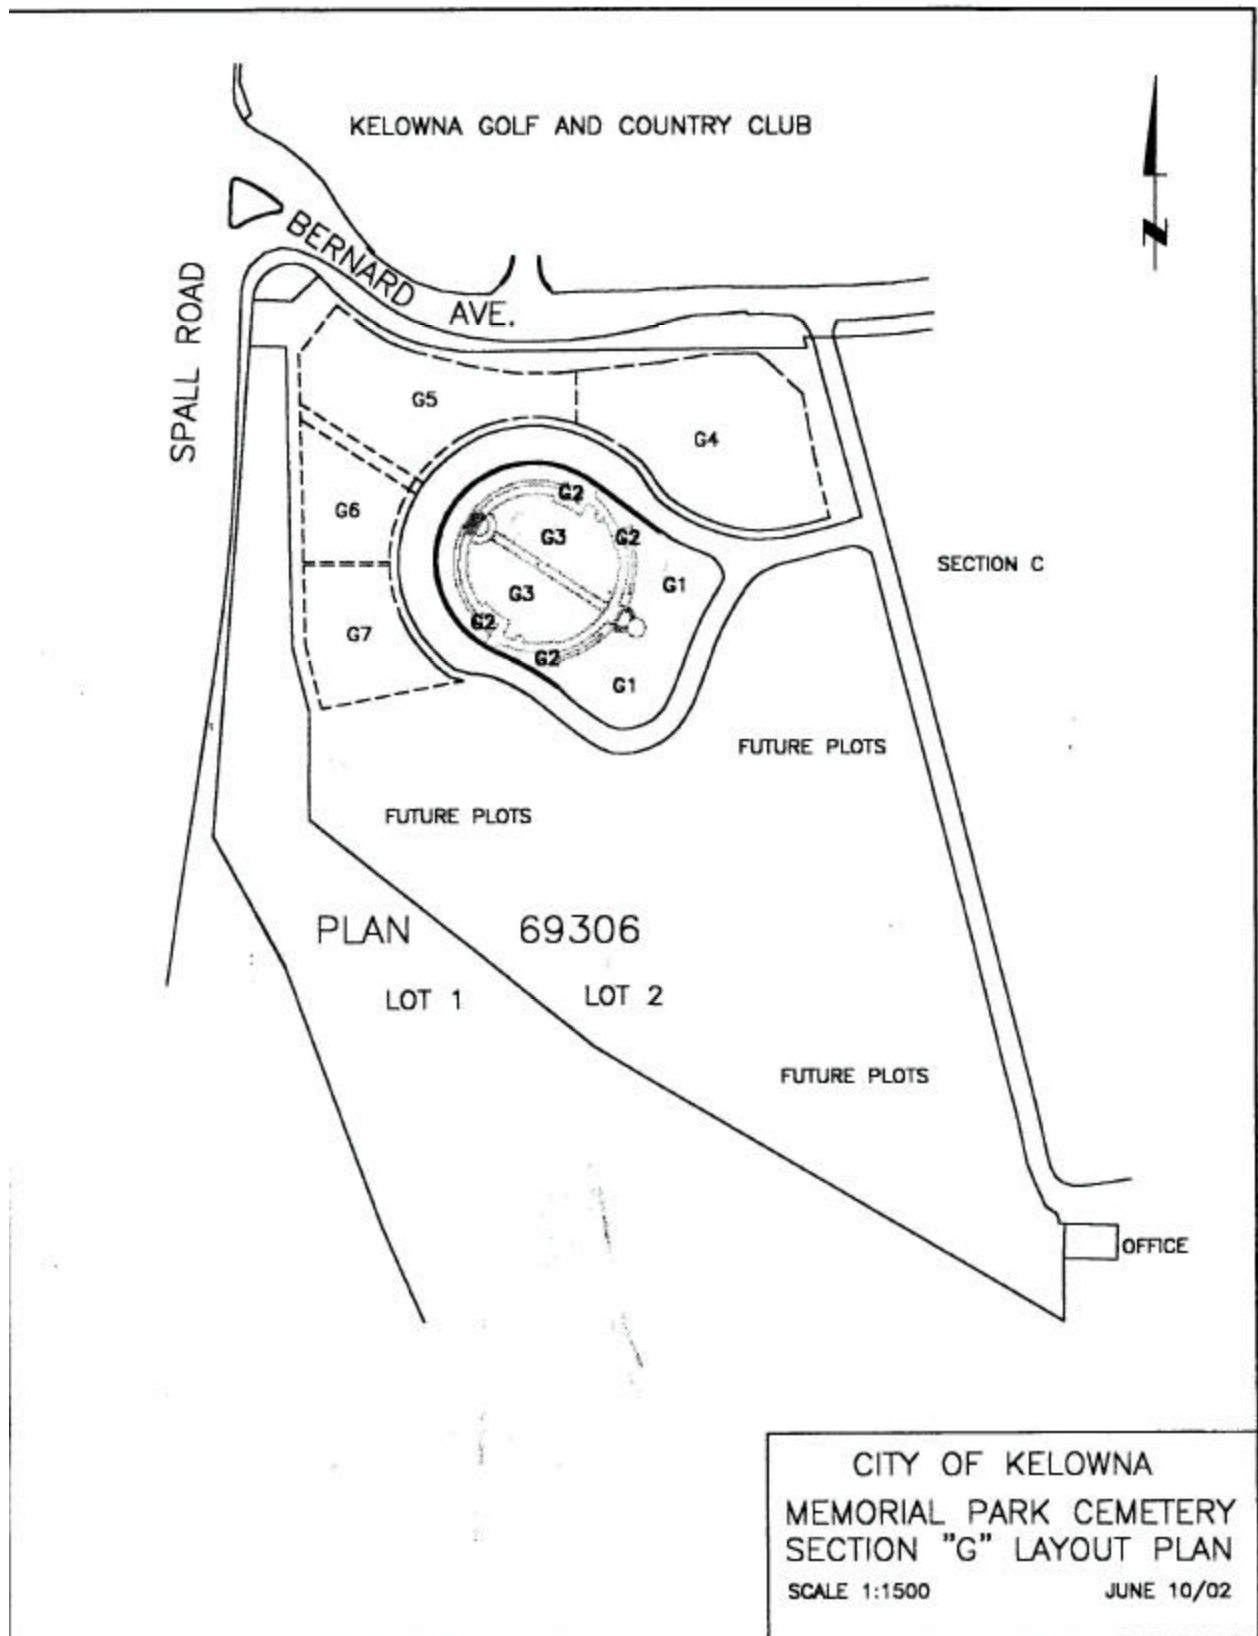 KELOWNA GOLF AND COUNTRY CLUB
N
BERNARD AVE.
SPALL ROAD
G5
G4
G6
G2
G3
G2
G1
G3
G2
G7
G2
G1
SECTION C
FUTURE PLOTS
FUTURE PLOTS
PLAN 69306
LOT 1 LOT 2
FUTURE PLOTS
OFFICE
CITY OF KELOWNA
MEMORIAL PARK CEMETERY
SECTION "G" LAYOUT PLAN
SCALE 1:1500 JUNE 10/02